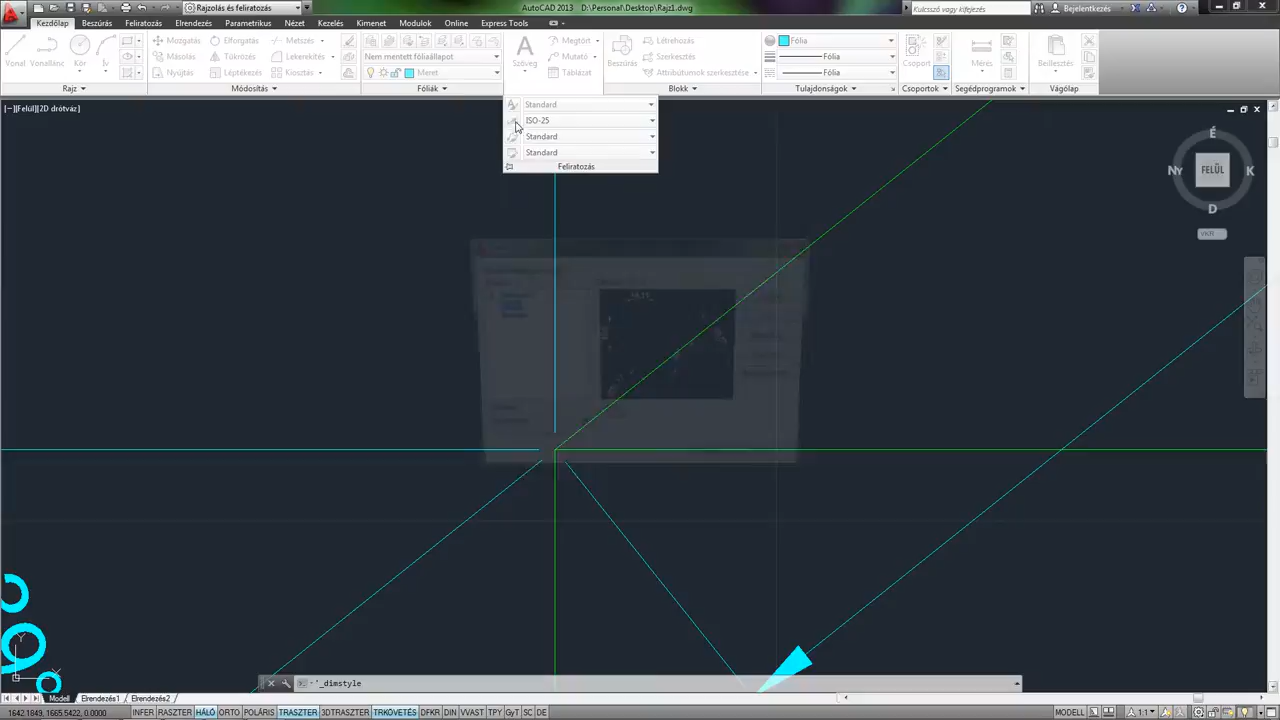 Rajzolás és feliratozás
AutoCAD 2013 D:\Personal\Desktop\Rajz1.dwg
Kulcsszó vagy kifejezés
Bejelentkezés
Kezdőlap Beszúrás Feliratozás Elrendezés Parametrikus Nézet Kezelés Kimenet Modulok Online Express Tools
Vonal
Vonallánc
Kör
Ív
Mozgatás Elforgatás Metszés
Másolás Tükrözés Lekerekítés
Nyújtás Léptékezés Kiosztás
Nem mentett fóliaállapot
Meret
Szöveg
Megtört
Mutató
Táblázat
Beszúrás
Létrehozás
Szerkesztés
Attribútumok szerkesztése
Fólia
Fólia
Fólia
Csoport
Mérés
Beillesztés
Rajz Módosítás Fóliák Blokk Tulajdonságok Csoportok Segédprogramok Vágólap
Standard
ISO-25
Standard
Standard
Feliratozás
[−][Felül][2D drótváz]
É
NY FELÜL K
D
VKR
Y
X
'_dimstyle
Modell Elrendezés1 Elrendezés2
1642.1849, 1665.5422, 0.0000 INFER RASZTER HÁLÓ ORTO POLÁRIS TRASZTER 3DTRASZTER TRKÖVETÉS DFKR DIN VVAST TPY GyT SC DE MODELL 1:1